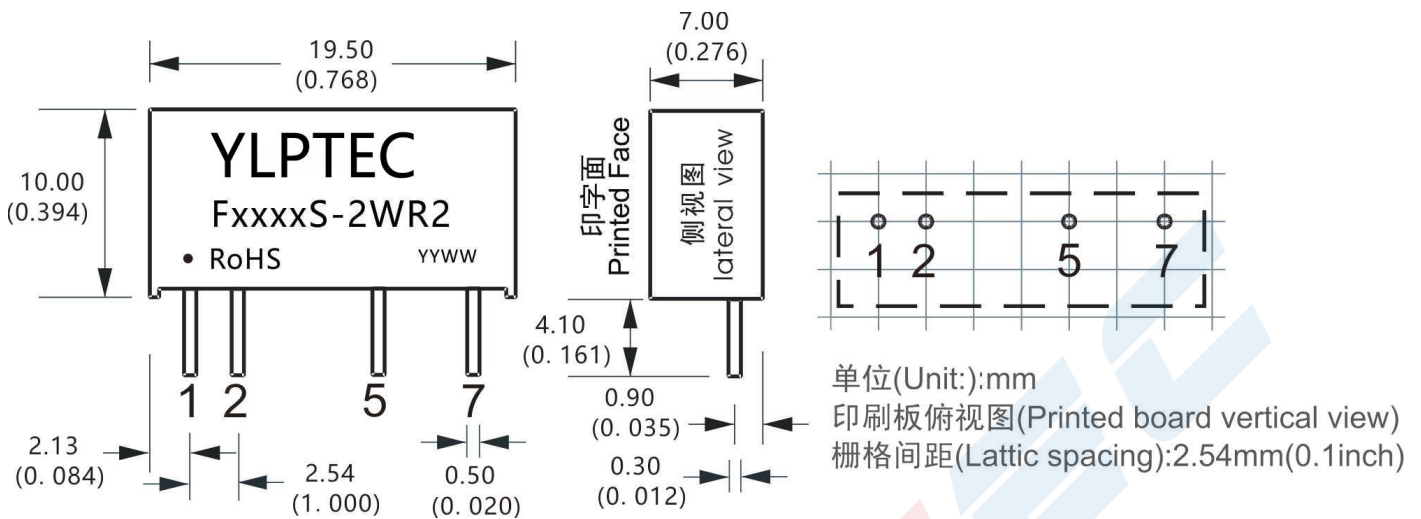 19.50
(0.768)
7.00
(0.276)
10.00
(0.394)
YLPTEC
FxxxxS-2WR2
• RoHS
YYWW
印字面
Printed Face
侧视图
lateral view
1 2 5 7
4.10
(0. 161)
1 2 5 7
2.13
(0. 084)
2.54
(1. 000)
0.50
(0. 020)
0.90
(0. 035)
0.30
(0. 012)
单位(Unit:):mm
印刷板俯视图(Printed board vertical view)
栅格间距(Lattic spacing):2.54mm(0.1inch)